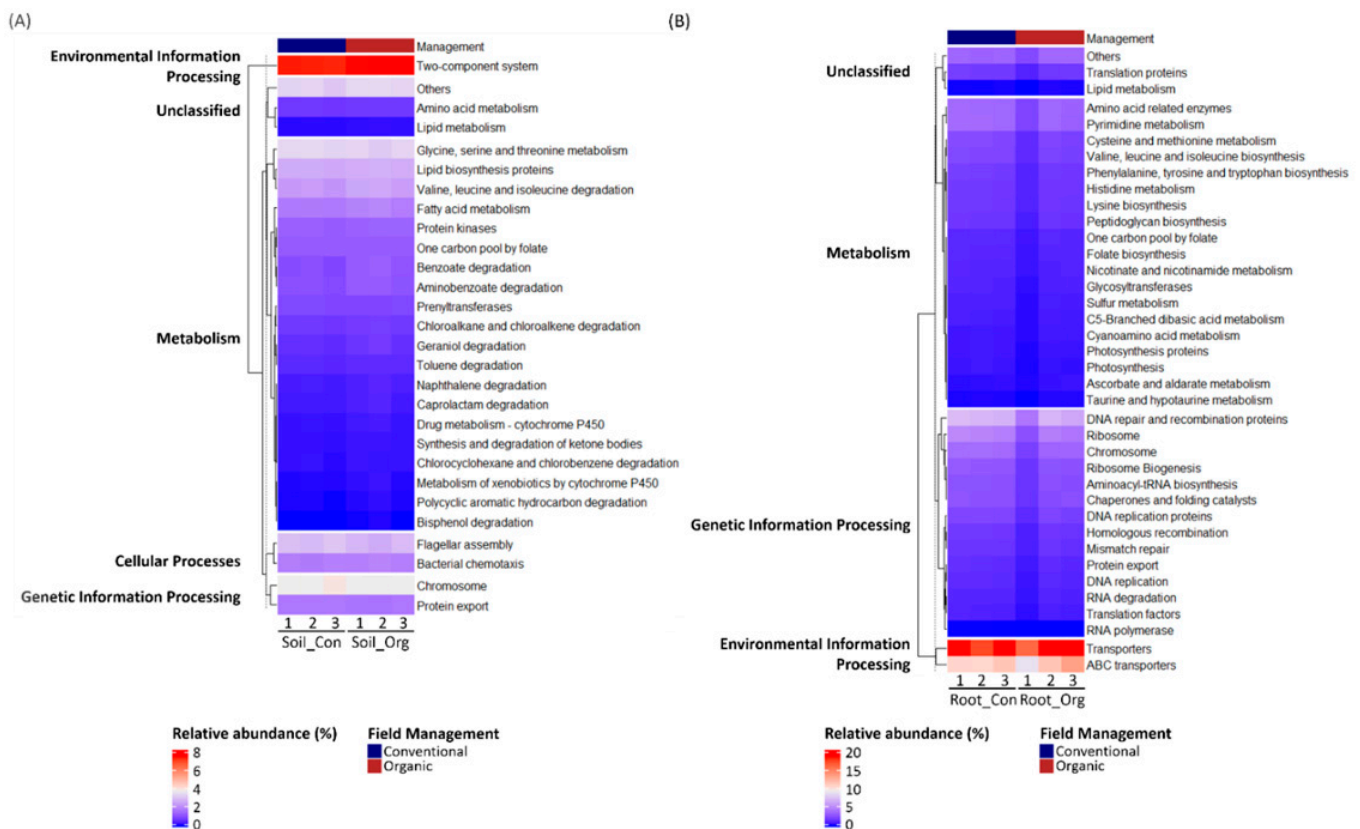 (A)
Environmental Information
Processing
Unclassified
Metabolism
Cellular Processes
Genetic Information Processing
Management
Two-component system
Others
Amino acid metabolism
Lipid metabolism
Glycine, serine and threonine metabolism
Lipid biosynthesis proteins
Valine, leucine and isoleucine degradation
Fatty acid metabolism
Protein kinases
One carbon pool by folate
Benzoate degradation
Aminobenzoate degradation
Prenyltransferases
Chloroalkane and chloroalkene degradation
Geraniol degradation
Toluene degradation
Naphthalene degradation
Caprolactam degradation
Drug metabolism - cytochrome P450
Synthesis and degradation of ketone bodies
Chlorocyclohexane and chlorobenzene degradation
Metabolism of xenobiotics by cytochrome P450
Polycyclic aromatic hydrocarbon degradation
Bisphenol degradation
Flagellar assembly
Bacterial chemotaxis
Chromosome
Protein export
1 2 3 1 2 3
Soil_Con Soil_Org
Relative abundance (%)
8
6
4
2
0
Field Management
Conventional
Organic
(B)
Unclassified
Metabolism
Genetic Information Processing
Environmental Information
Processing
Management
Others
Translation proteins
Lipid metabolism
Amino acid related enzymes
Pyrimidine metabolism
Cysteine and methionine metabolism
Valine, leucine and isoleucine biosynthesis
Phenylalanine, tyrosine and tryptophan biosynthesis
Histidine metabolism
Lysine biosynthesis
Peptidoglycan biosynthesis
One carbon pool by folate
Folate biosynthesis
Nicotinate and nicotinamide metabolism
Glycosyltransferases
Sulfur metabolism
C5-Branched dibasic acid metabolism
Cyanoamino acid metabolism
Photosynthesis proteins
Photosynthesis
Ascorbate and aldarate metabolism
Taurine and hypotaurine metabolism
DNA repair and recombination proteins
Ribosome
Chromosome
Ribosome Biogenesis
Aminoacyl-tRNA biosynthesis
Chaperones and folding catalysts
DNA replication proteins
Homologous recombination
Mismatch repair
Protein export
DNA replication
RNA degradation
Translation factors
RNA polymerase
Transporters
ABC transporters
1 2 3 1 2 3
Root_Con Root_Org
Relative abundance (%)
20
15
10
5
0
Field Management
Conventional
Organic